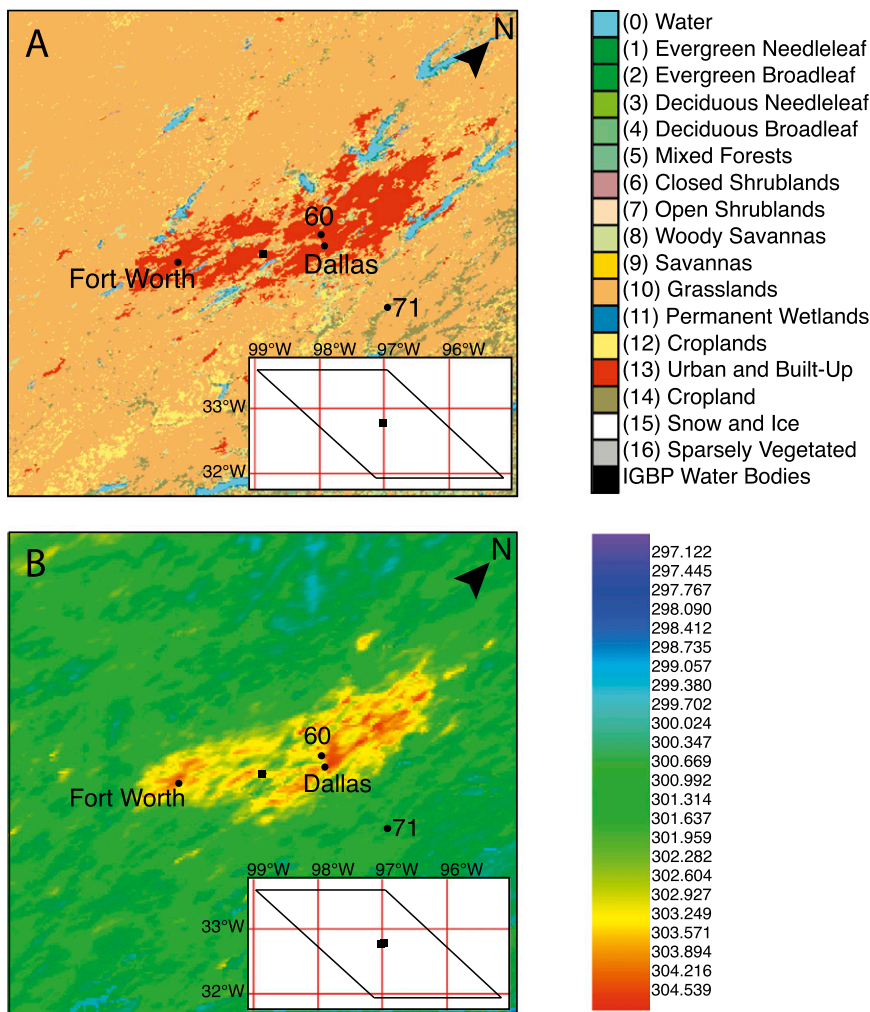 A
N
60
Fort Worth
Dallas
71
99°W 98°W 97°W 96°W
33°W
32°W
(0) Water
(1) Evergreen Needleleaf
(2) Evergreen Broadleaf
(3) Deciduous Needleleaf
(4) Deciduous Broadleaf
(5) Mixed Forests
(6) Closed Shrublands
(7) Open Shrublands
(8) Woody Savannas
(9) Savannas
(10) Grasslands
(11) Permanent Wetlands
(12) Croplands
(13) Urban and Built-Up
(14) Cropland
(15) Snow and Ice
(16) Sparsely Vegetated
IGBP Water Bodies
B
N
60
Fort Worth
Dallas
71
99°W 98°W 97°W 96°W
33°W
32°W
297.122
297.445
297.767
298.090
298.412
298.735
299.057
299.380
299.702
300.024
300.347
300.669
300.992
301.314
301.637
301.959
302.282
302.604
302.927
303.249
303.571
303.894
304.216
304.539